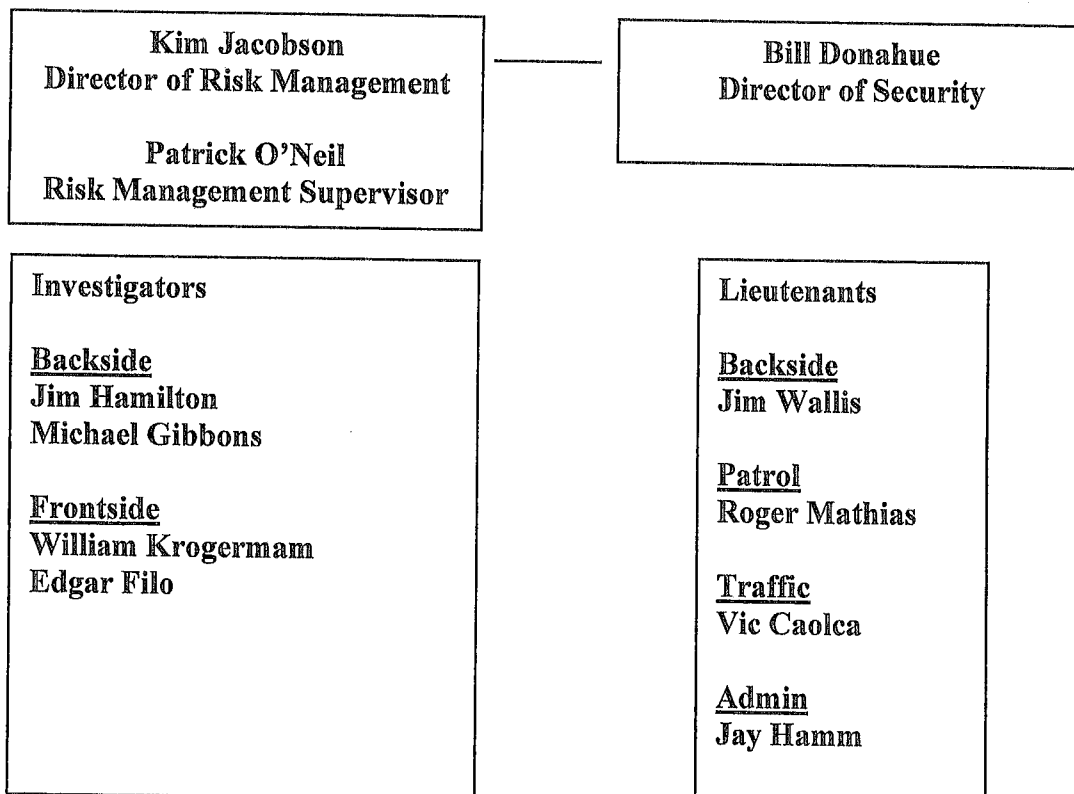 Kim Jacobson
Director of Risk Management
Patrick O'Neil
Risk Management Supervisor
Bill Donahue
Director of Security
Investigators
Backside
Jim Hamilton
Michael Gibbons
Frontside
William Krogermam
Edgar Filo
Lieutenants
Backside
Jim Wallis
Patrol
Roger Mathias
Traffic
Vic Caolca
Admin
Jay Hamm